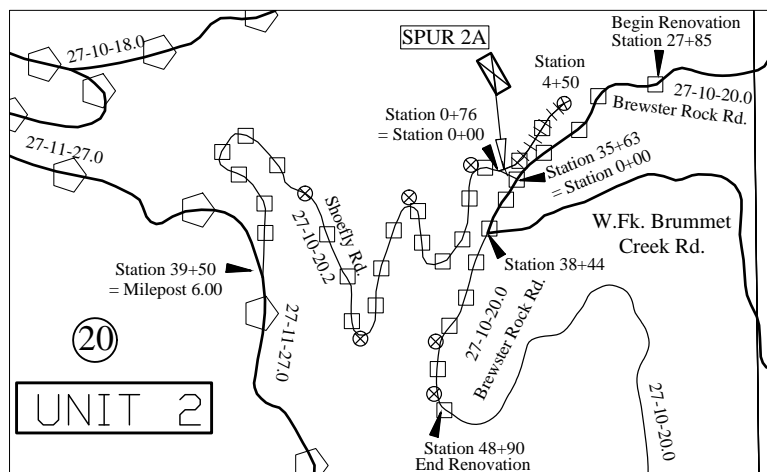 Begin Renovation
Station 27+85
27-10-18.0
SPUR 2A
Station
4+50
27-10-20.0
Brewster Rock Rd.
Station 0+76
= Station 0+00
27-11-27.0
Station 35+63
= Station 0+00
Shoefly Rd.
27-10-20.2
W.Fk. Brummet
Creek Rd.
Station 39+50
= Milepost 6.00
Station 38+44
27-10-20.0
Brewster Rock Rd.
20
27-11-27.0
27-10-20.0
UNIT 2
Station 48+90
End Renovation